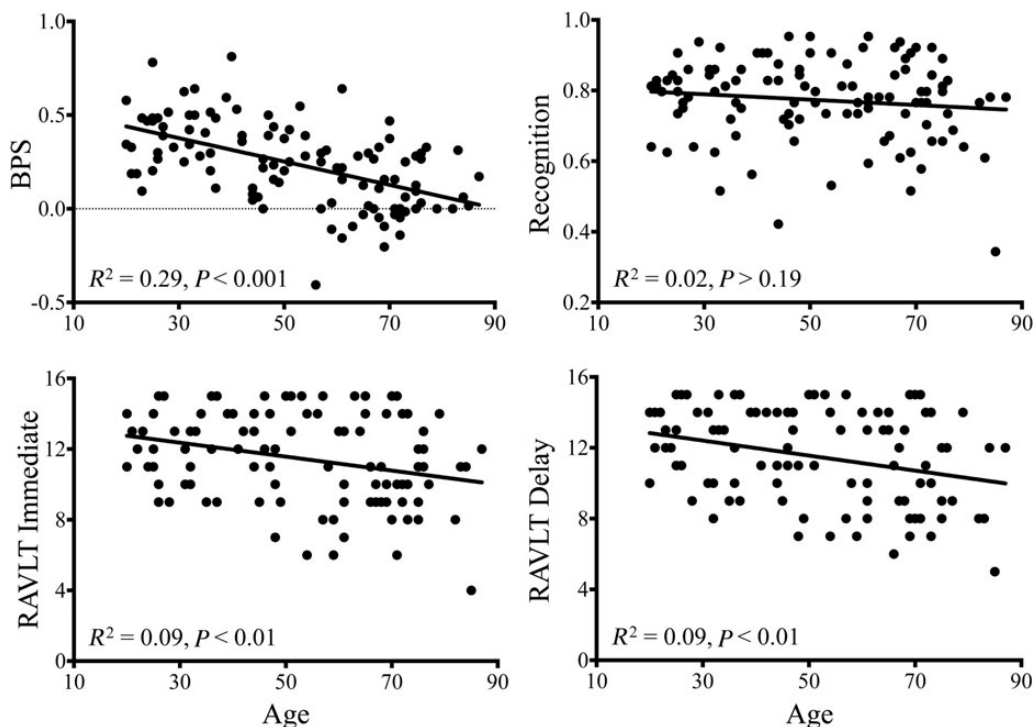 1.0
0.5
0.0
-0.5
BPS
R² = 0.29, P < 0.001
10 30 50 70 90
1.0
0.8
0.6
0.4
0.2
Recognition
R² = 0.02, P > 0.19
10 30 50 70 90
16
12
8
4
0
RAVLT Immediate
R² = 0.09, P < 0.01
10 30 50 70 90
Age
16
12
8
4
0
RAVLT Delay
R² = 0.09, P < 0.01
10 30 50 70 90
Age